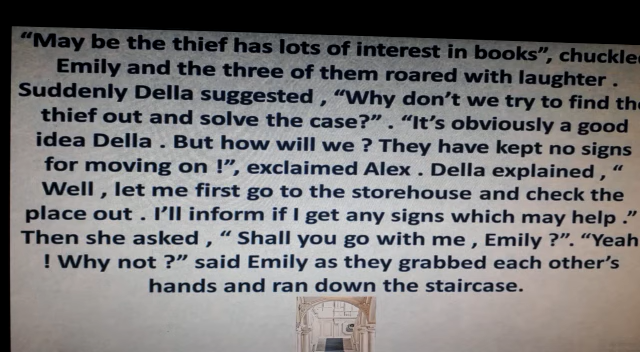 “May be the thief has lots of interest in books”, chuckle
Emily and the three of them roared with laughter .
Suddenly Della suggested , “Why don’t we try to find th
thief out and solve the case?” . “It’s obviously a good
idea Della . But how will we ? They have kept no signs
for moving on !”, exclaimed Alex . Della explained , “
Well , let me first go to the storehouse and check the
place out . I’ll inform if I get any signs which may help .”
Then she asked , “ Shall you go with me , Emily ?”. “Yeah
! Why not ?” said Emily as they grabbed each other’s
hands and ran down the staircase.